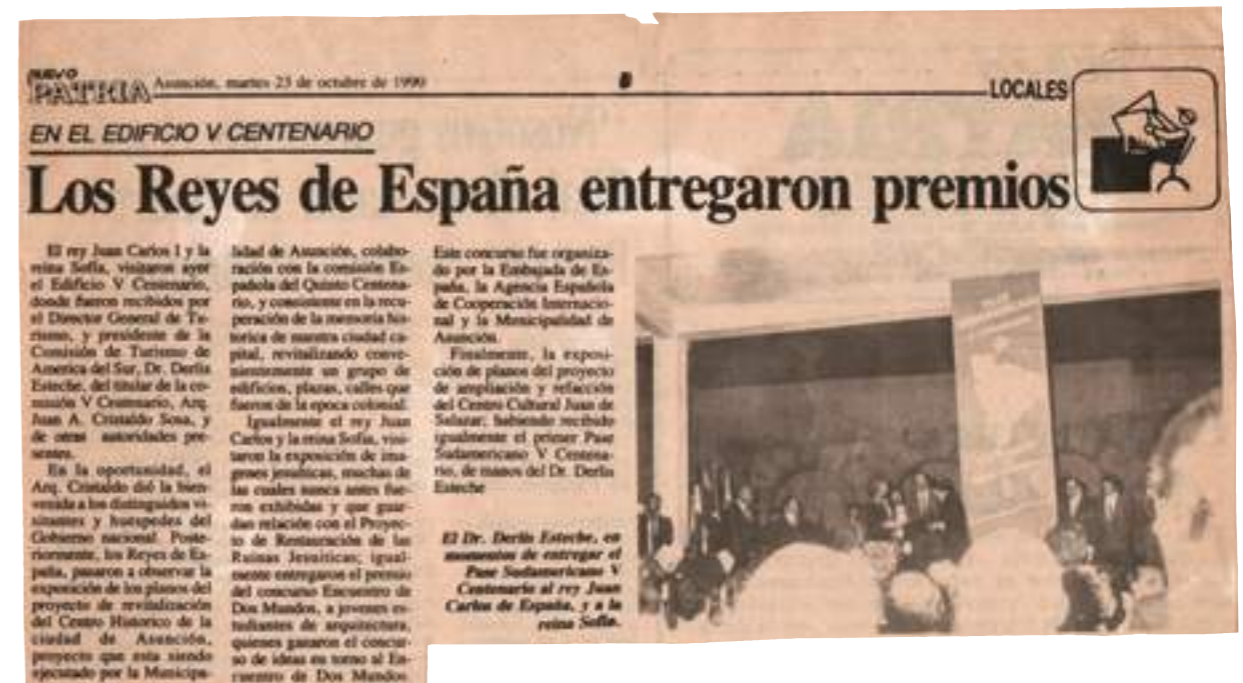 NUEVO
PATRIA
Asunción, martes 23 de octubre de 1990
8
LOCALES
EN EL EDIFICIO V CENTENARIO
Los Reyes de España entregaron premios
El rey Juan Carlos I y la
reina Sofía, visitaron ayer
el Edificio V Centenario,
donde fueron recibidos por
el Director General de Tu-
rismo, y presidente de la
Comisión de Turismo de
America del Sur, Dr. Derlis
Esteche, del titular de la co-
misión V Centenario, Arq.
Juan A. Cristaldo Sosa, y
de otras autoridades pre-
sentes.
En la oportunidad, el
Arq. Cristaldo dió la bien-
venida a los distinguidos vi-
sitantes y huespedes del
Gobierno nacional. Poste-
riormente, los Reyes de Es-
paña, pasaron a observar la
exposición de los planos del
proyecto de revitalización
del Centro Historico de la
ciudad de Asunción,
proyecto que esta siendo
ejecutado por la Municipa-
lidad de Asunción, colabo-
ración con la comisión Es-
pañola del Quinto Centena-
rio, y consistente en la recu-
peración de la memoria his-
torica de nuestra ciudad ca-
pital, revitalizando conve-
nientemente un grupo de
edificios, plazas, calles que
fueron de la epoca colonial.
Igualmente el rey Juan
Carlos y la reina Sofía, visi-
taron la exposición de ima-
genes jesuíticas, muchas de
las cuales nunca antes fue-
ron exhibidas y que guar-
dan relación con el Proyec-
to de Restauración de las
Ruinas Jesuíticas; igual-
mente entregaron el premio
del concurso Encuentro de
Dos Mundos, a jovenes es-
tudiantes de arquitectura,
quienes ganaron el concur-
so de ideas en torno al En-
cuentro de Dos Mundos.
Este concurso fue organiza-
do por la Embajada de Es-
paña, la Agencia Española
de Cooperación Internacio-
nal y la Municipalidad de
Asunción.
Finalmente, la exposi-
ción de planos del proyecto
de ampliación y refacción
del Centro Cultural Juan de
Salazar; habiendo recibido
igualmente el primer Pase
Sudamericano V Centena-
rio, de manos del Dr. Derlis
Esteche
El Dr. Derlis Esteche, en
momentos de entregar el
Pase Sudamericano V
Centenario al rey Juan
Carlos de España, y a la
reina Sofía.